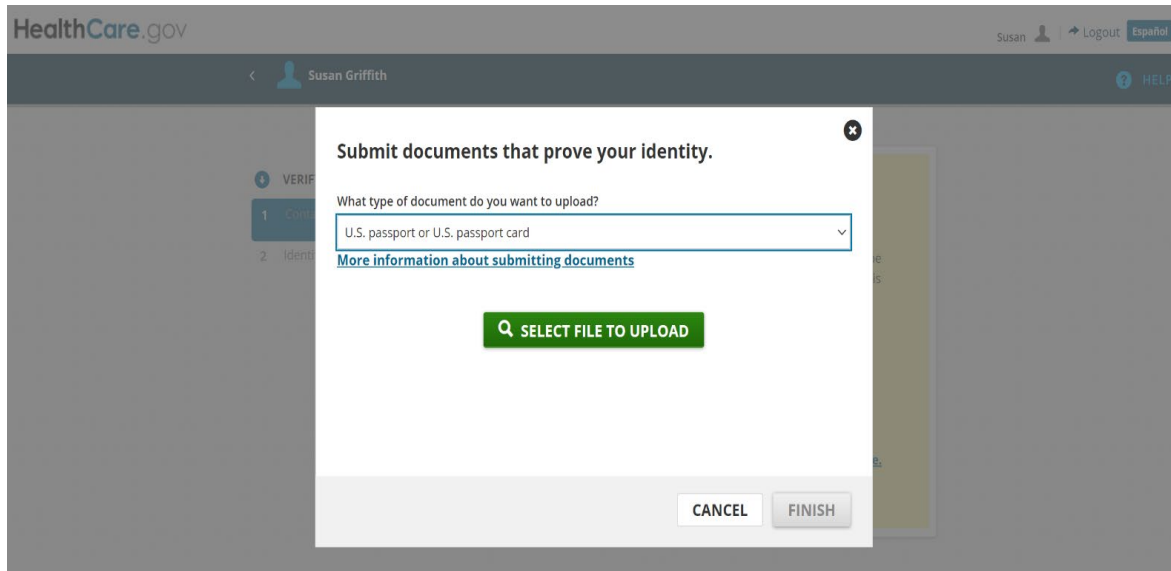 HealthCare.gov
Susan Logout Español
Susan Griffith
HELP
Submit documents that prove your identity.
VERIF
What type of document do you want to upload?
1 Conta
U.S. passport or U.S. passport card
2 Identi
More information about submitting documents
SELECT FILE TO UPLOAD
CANCEL FINISH